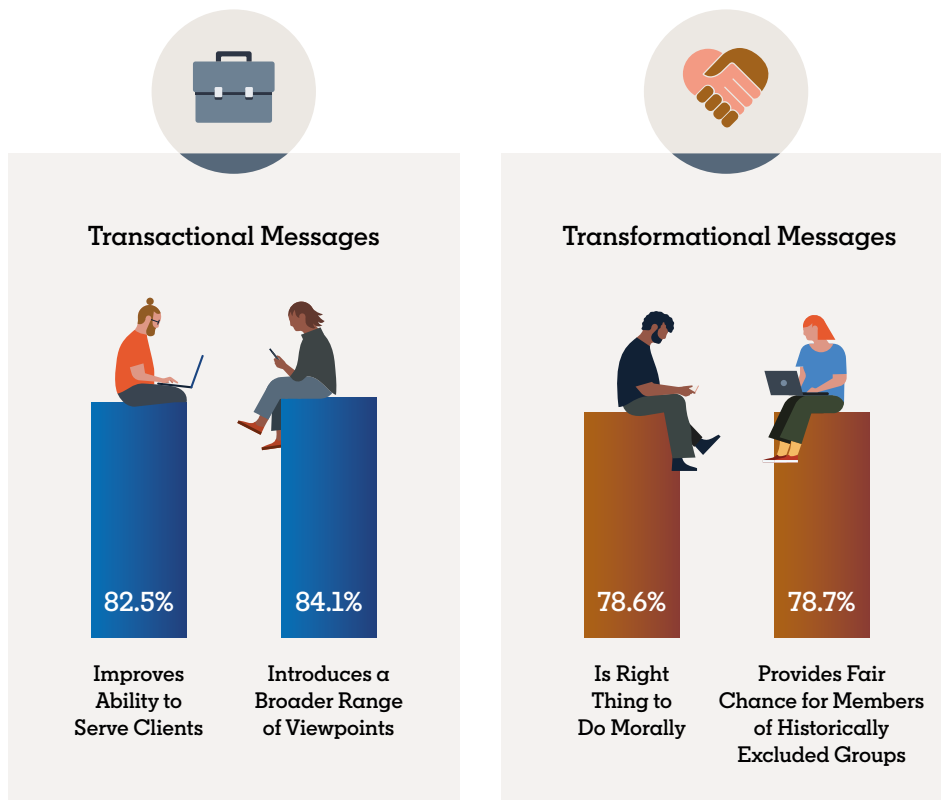 Transactional Messages
82.5%
84.1%
Improves
Ability to
Serve Clients
Introduces a
Broader Range
of Viewpoints
Transformational Messages
78.6%
78.7%
Is Right
Thing to
Do Morally
Provides Fair
Chance for Members
of Historically
Excluded Groups